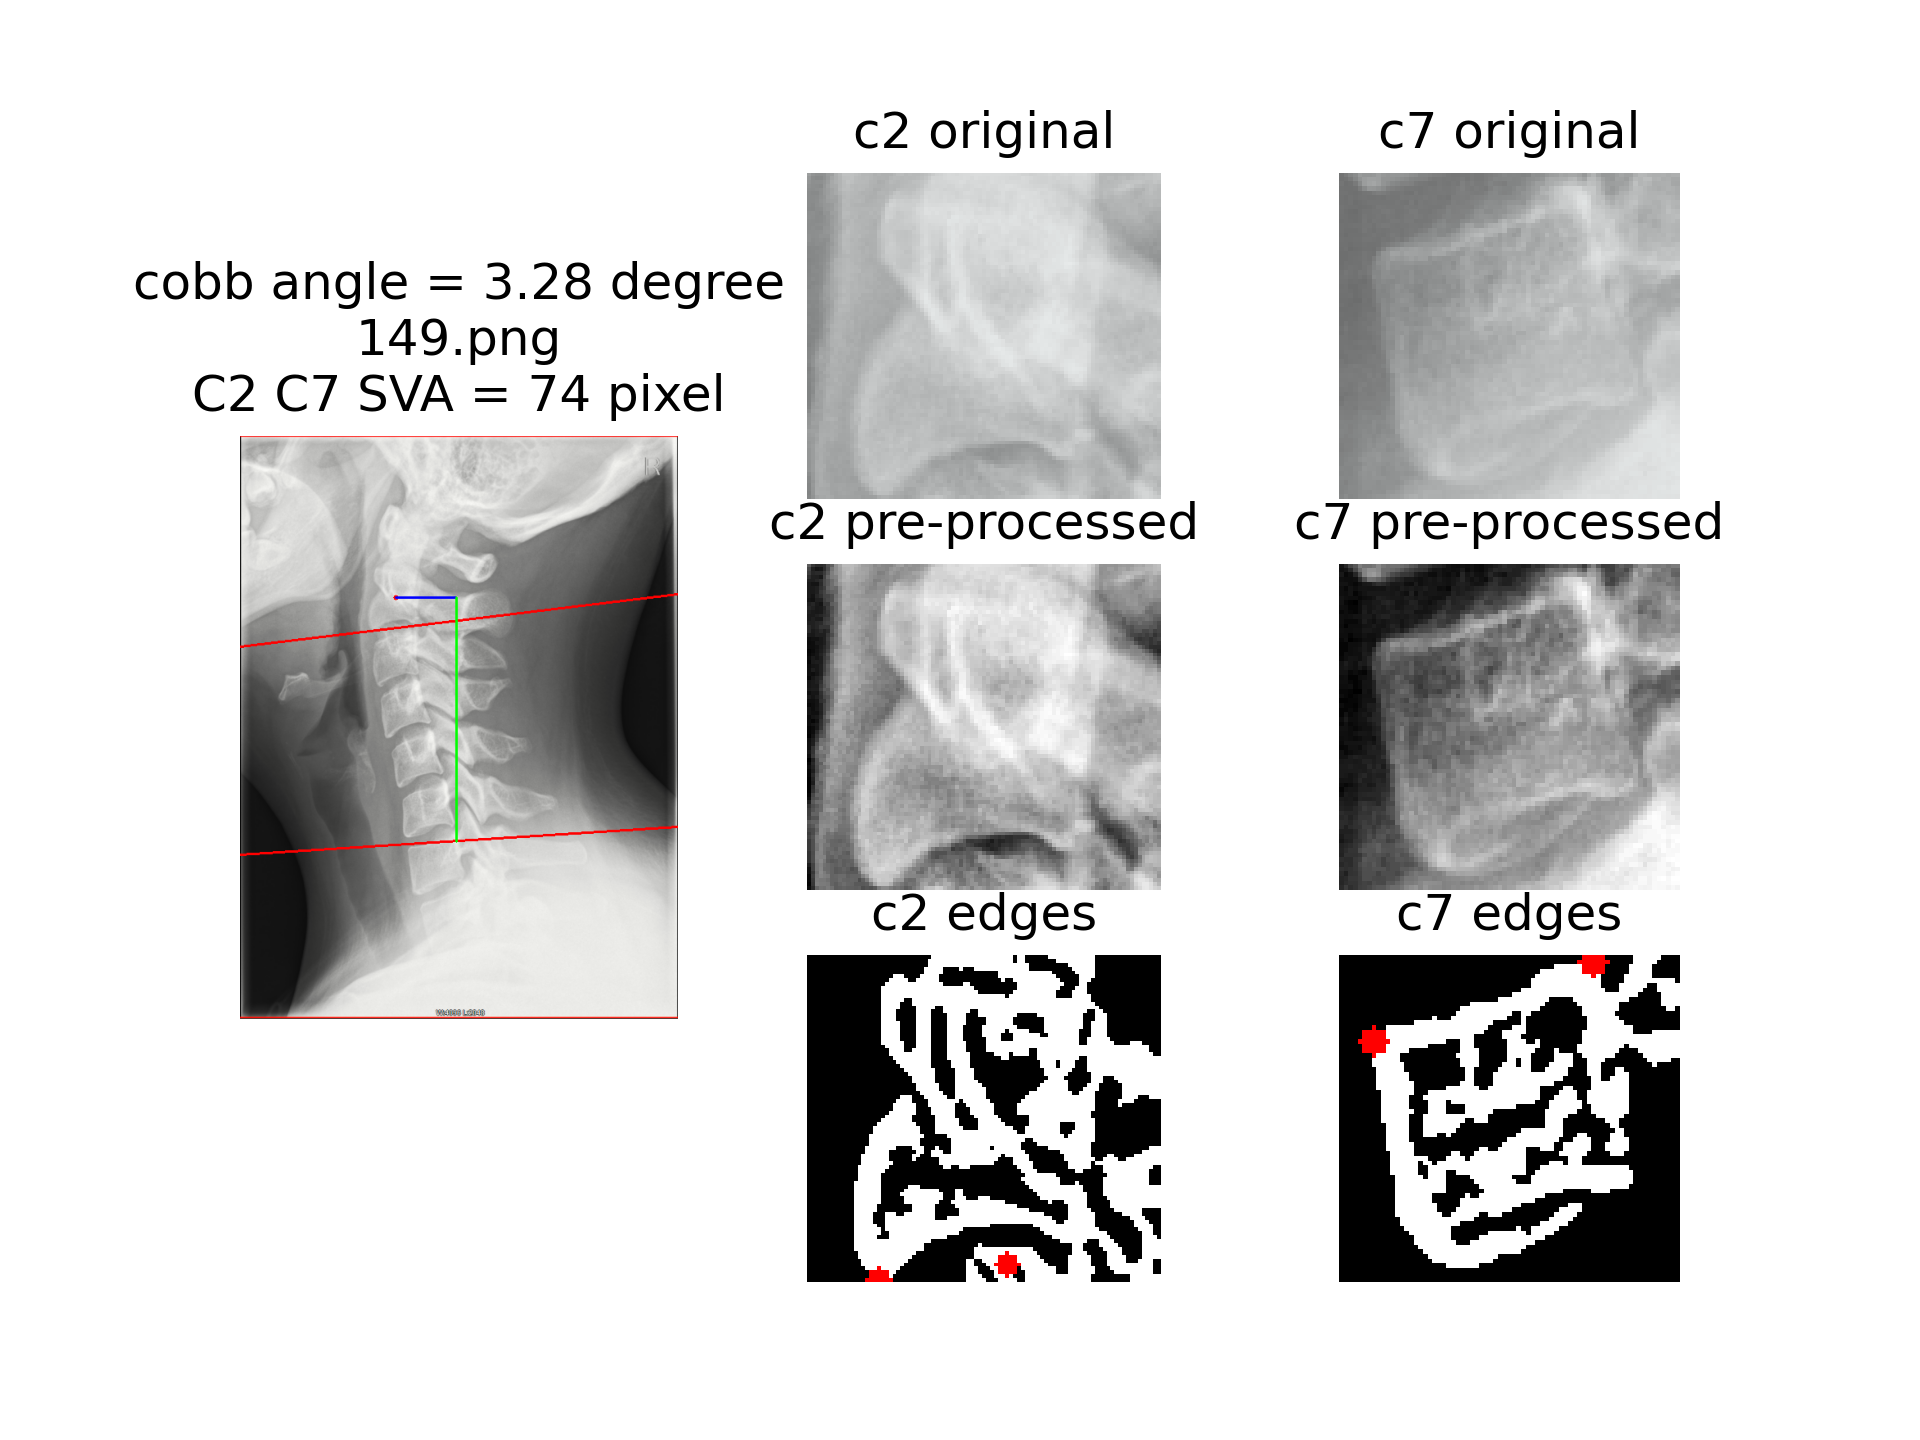 cobb angle = 3.28 degree
149.png
C2 C7 SVA = 74 pixel
c2 original
c7 original
c2 pre-processed
c7 pre-processed
c2 edges
c7 edges